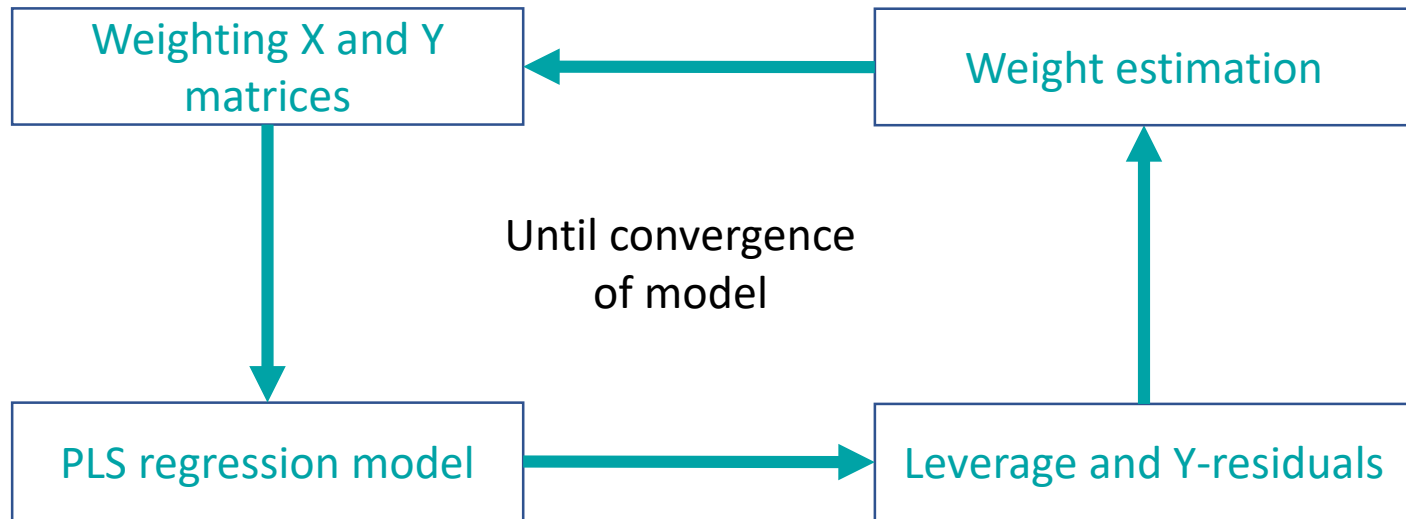 Weighting X and Y
matrices
Weight estimation
Until convergence
of model
PLS regression model
Leverage and Y-residuals